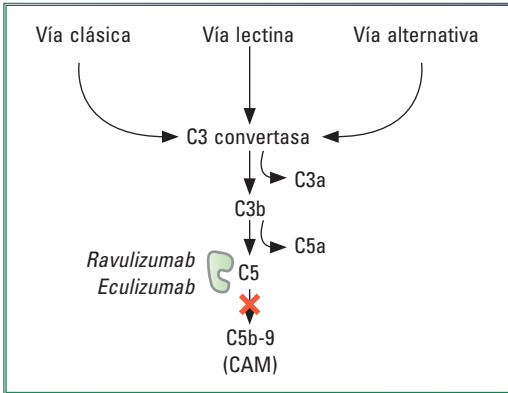 Vía clásica
Vía lectina
Vía alternativa
C3 convertasa
C3a
C3b
C5a
Ravulizumab
Eculizumab
C5
C5b-9
(CAM)